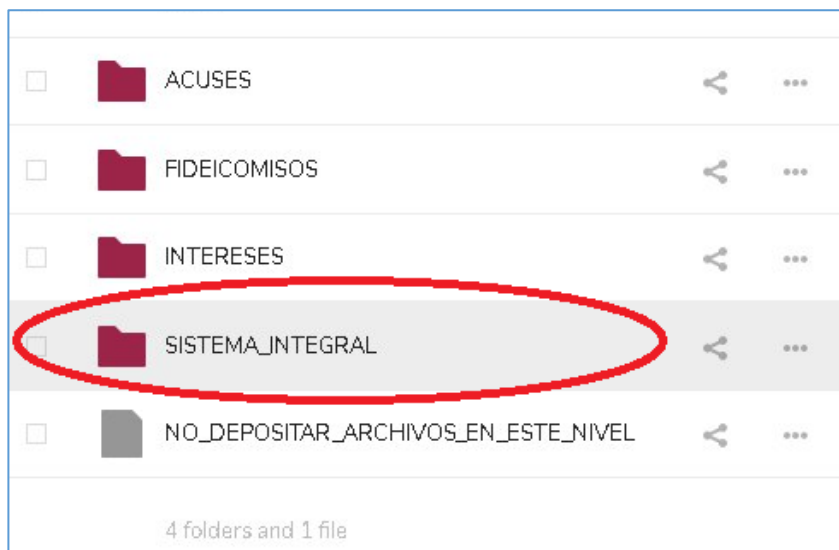 ACUSES
FIDEICOMISOS
INTERESES
SISTEMA_INTEGRAL
NO_DEPOSITAR_ARCHIVOS_EN_ESTE_NIVEL
4 folders and 1 file